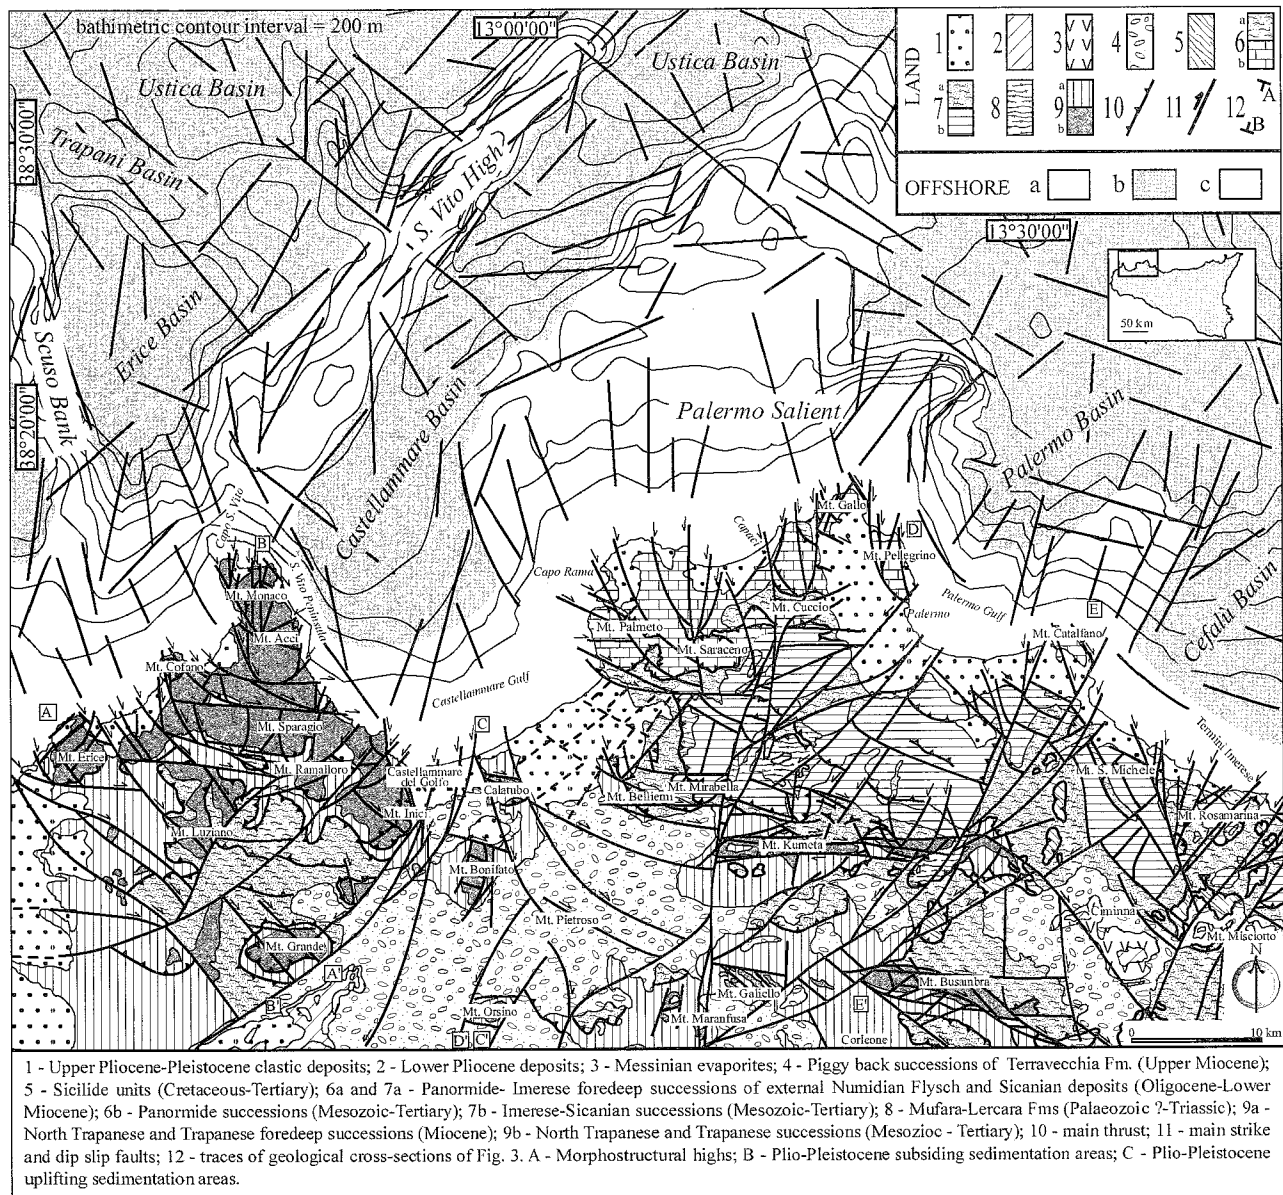 bathimetric contour interval = 200 m
13°00'00"
Ustica Basin
Ustica Basin
LAND
1
2
3
4
5
a
6
b
a
7
b
8
a
9
b
10
11
12
A
B
OFFSHORE
a
b
c
38°30'00"
Trapani Basin
S. Vito High
13°30'00"
50 km
Erice Basin
Scuso Bank
38°20'00"
Castellammare Basin
Palermo Salient
Palermo Basin
Cefalù Basin
Capo S. Vito
S. Vito Peninsula
B
Mt. Monaco
Mt. Acci
Mt. Cofano
A
Mt. Sparagio
Mt. Erice
Mt. Ramalloro
Castellammare
del Golfo
Mt. Inici
Mt. Luziano
Castellammare Gulf
C
Calatubo
Capo Rama
Capaci
Mt. Gallo
D
Mt. Pellegrino
Mt. Cuccio
Mt. Palmeto
Mt. Saraceno
Palermo
Palermo Gulf
E
Mt. Catalfano
Termini Imerese
Mt. S. Michele
Mt. Rosamarina
Mt. Belliemi
Mt. Mirabella
Mt. Kumeta
Mt. Bonifato
Mt. Pietroso
Mt. Grande
A'
B'
Mt. Orsino
D'
C'
Mt. Galiello
Mt. Maranfusa
E'
Corleone
Mt. Busambra
Ciminna
Mt. Misciotto
N
0
10 km
1 - Upper Pliocene-Pleistocene clastic deposits; 2 - Lower Pliocene deposits; 3 - Messinian evaporites; 4 - Piggy back successions of Terravecchia Fm. (Upper Miocene);
5 - Sicilide units (Cretaceous-Tertiary); 6a and 7a - Panormide- Imerese foredeep successions of external Numidian Flysch and Sicanian deposits (Oligocene-Lower
Miocene); 6b - Panormide successions (Mesozoic-Tertiary); 7b - Imerese-Sicanian successions (Mesozoic-Tertiary); 8 - Mufara-Lercara Fms (Palaeozoic ?-Triassic); 9a -
North Trapanese and Trapanese foredeep successions (Miocene); 9b - North Trapanese and Trapanese successions (Mesozioc - Tertiary); 10 - main thrust; 11 - main strike
and dip slip faults; 12 - traces of geological cross-sections of Fig. 3. A - Morphostructural highs; B - Plio-Pleistocene subsiding sedimentation areas; C - Plio-Pleistocene
uplifting sedimentation areas.